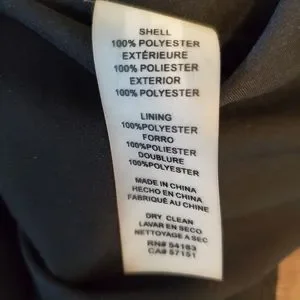 SHELL
100% POLYESTER
EXTÉRIEURE
100% POLIESTER
EXTERIOR
100% POLYESTER
LINING
100%POLYESTER
FORRO
100%POLIESTER
DOUBLURE
100%POLYESTER
MADE IN CHINA
HECHO EN CHINA
FABRIQUÉ AU CHINE
DRY CLEAN
LAVAR EN SECO
NETTOYAGE A SEC
RN# 54163
CA# 57151